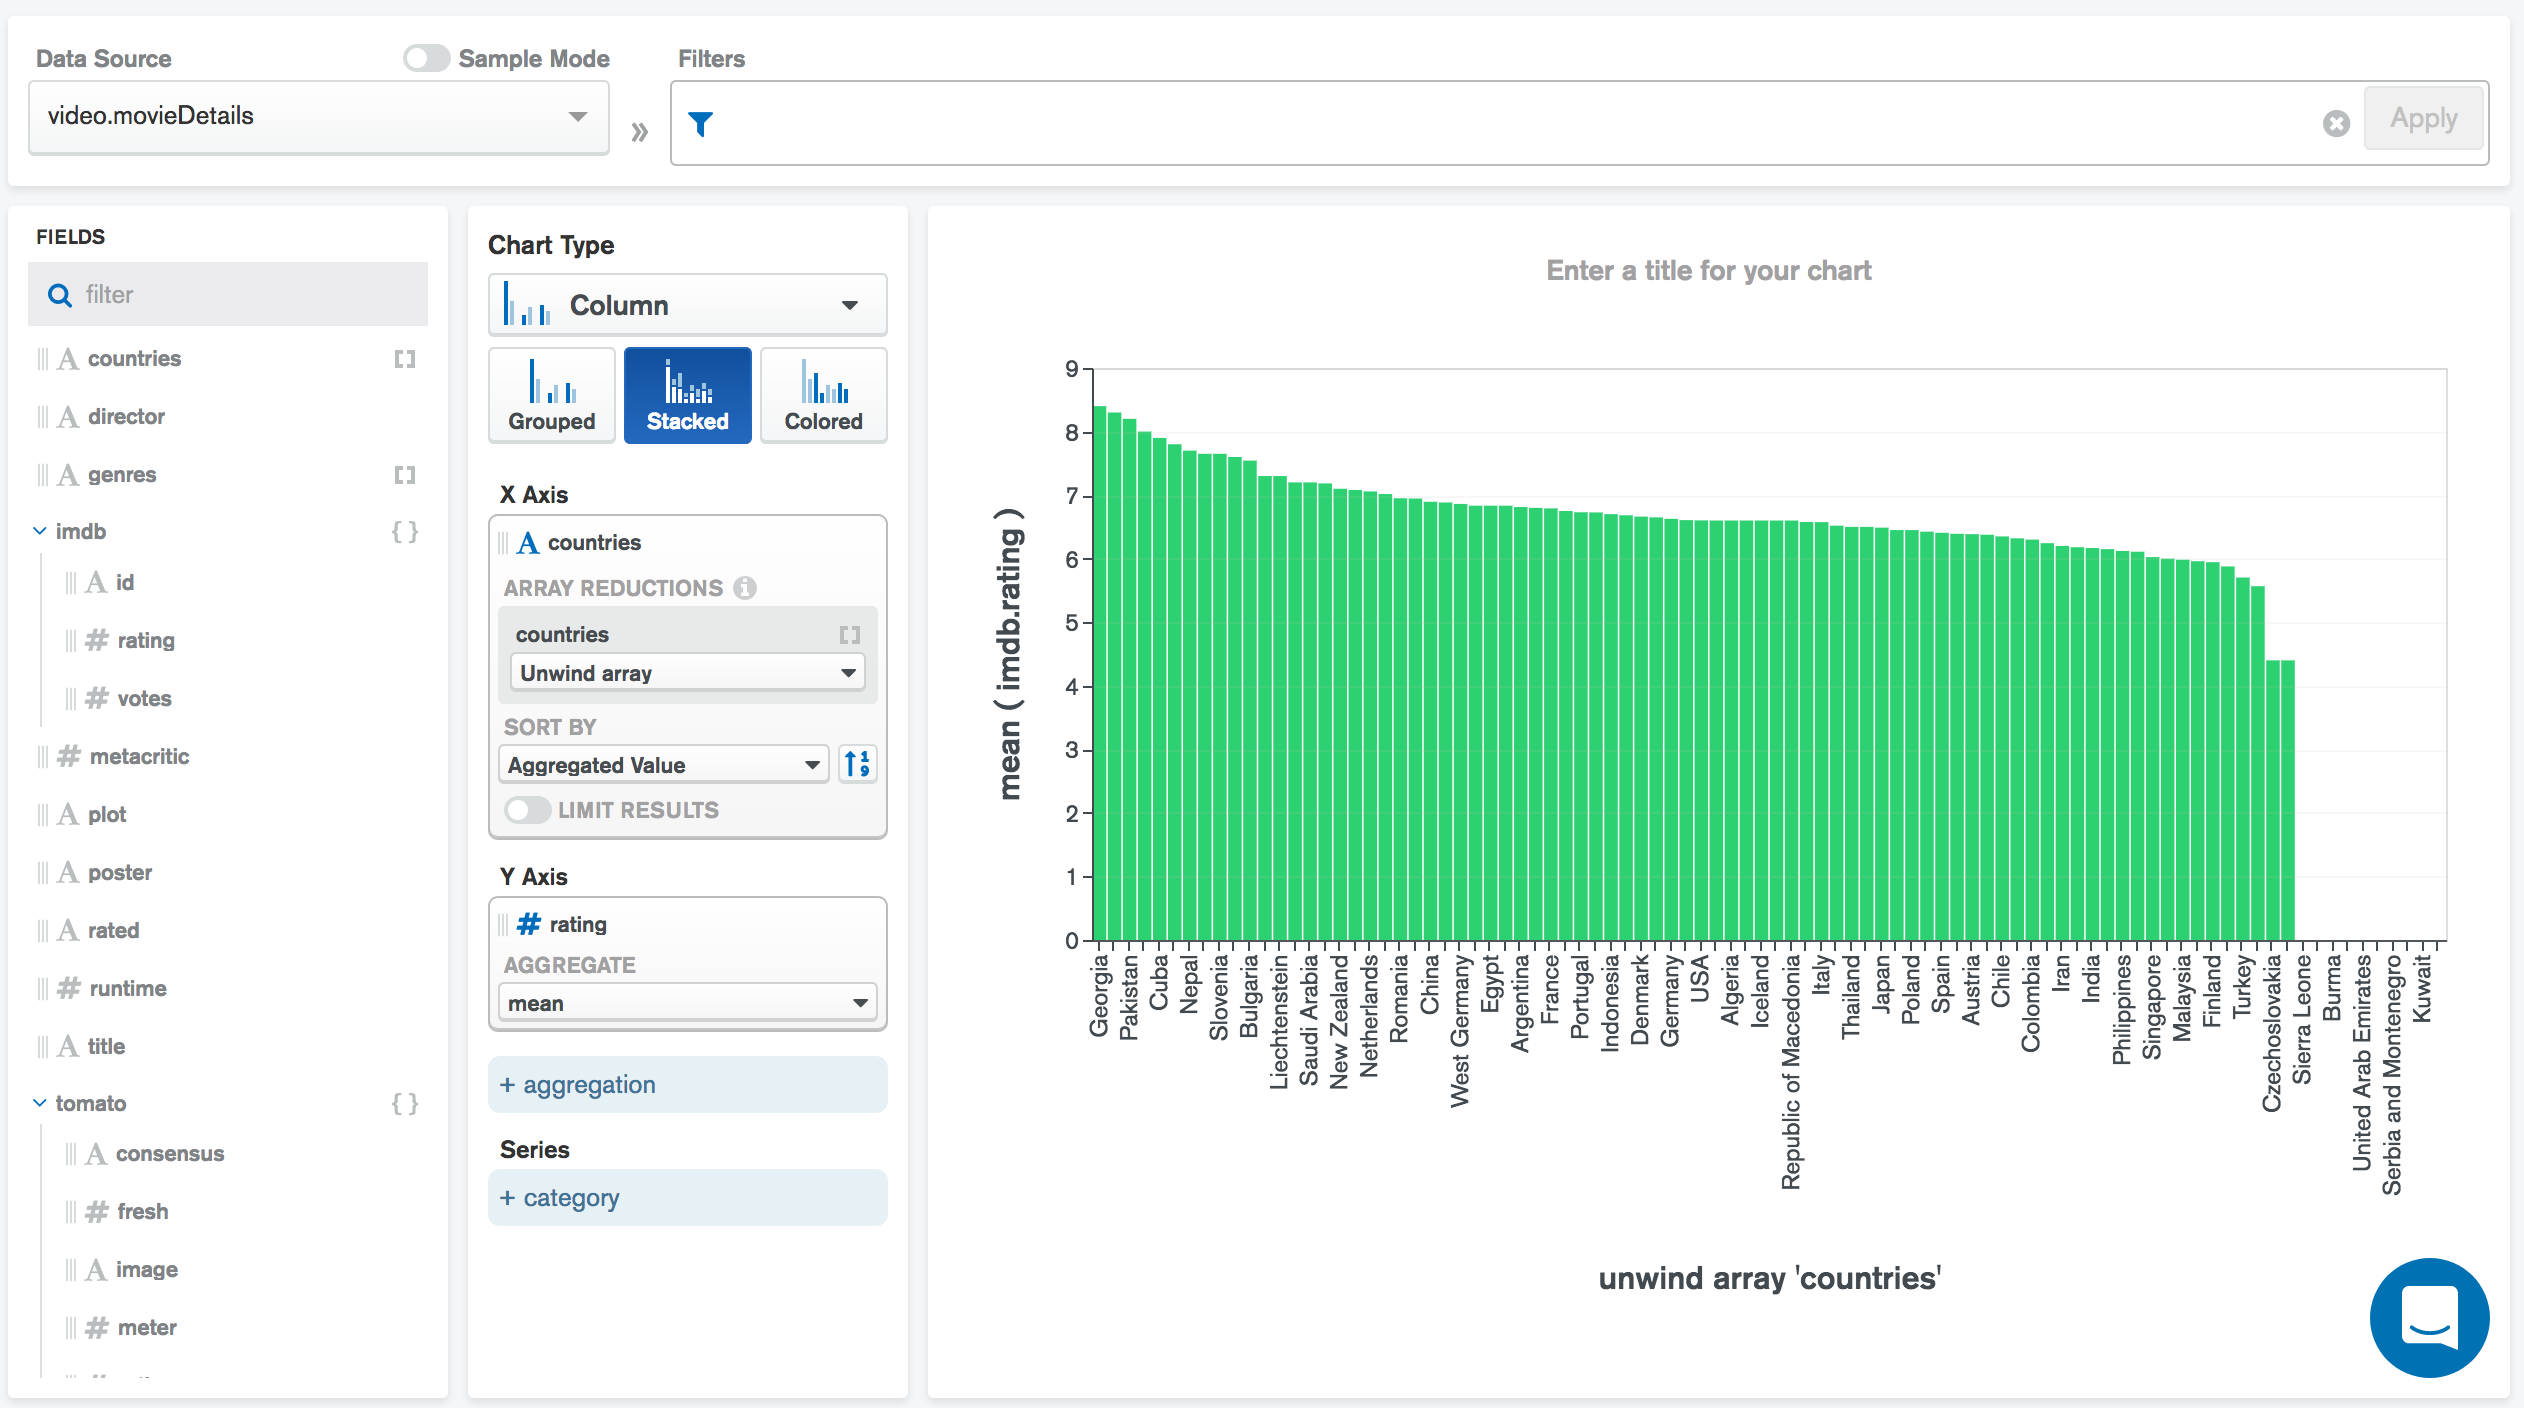 Data Source
Sample Mode
Filters
video.movieDetails
»
Apply
FIELDS
filter
A countries [ ]
A director
A genres [ ]
imdb { }
A id
# rating
# votes
# metacritic
A plot
A poster
A rated
# runtime
A title
tomato { }
A consensus
# fresh
A image
# meter
Chart Type
Column
Grouped
Stacked
Colored
X Axis
A countries
ARRAY REDUCTIONS i
countries [ ]
Unwind array
SORT BY
Aggregated Value
1
9
LIMIT RESULTS
Y Axis
# rating
AGGREGATE
mean
+ aggregation
Series
+ category
Enter a title for your chart
mean ( imdb.rating )
9
8
7
6
5
4
3
2
1
0
Georgia
Pakistan
Cuba
Nepal
Slovenia
Bulgaria
Liechtenstein
Saudi Arabia
New Zealand
Netherlands
Romania
China
West Germany
Egypt
Argentina
France
Portugal
Indonesia
Denmark
Germany
USA
Algeria
Iceland
Republic of Macedonia
Italy
Thailand
Japan
Poland
Spain
Austria
Chile
Colombia
Iran
India
Philippines
Singapore
Malaysia
Finland
Turkey
Czechoslovakia
Sierra Leone
Burma
United Arab Emirates
Serbia and Montenegro
Kuwait
unwind array 'countries'